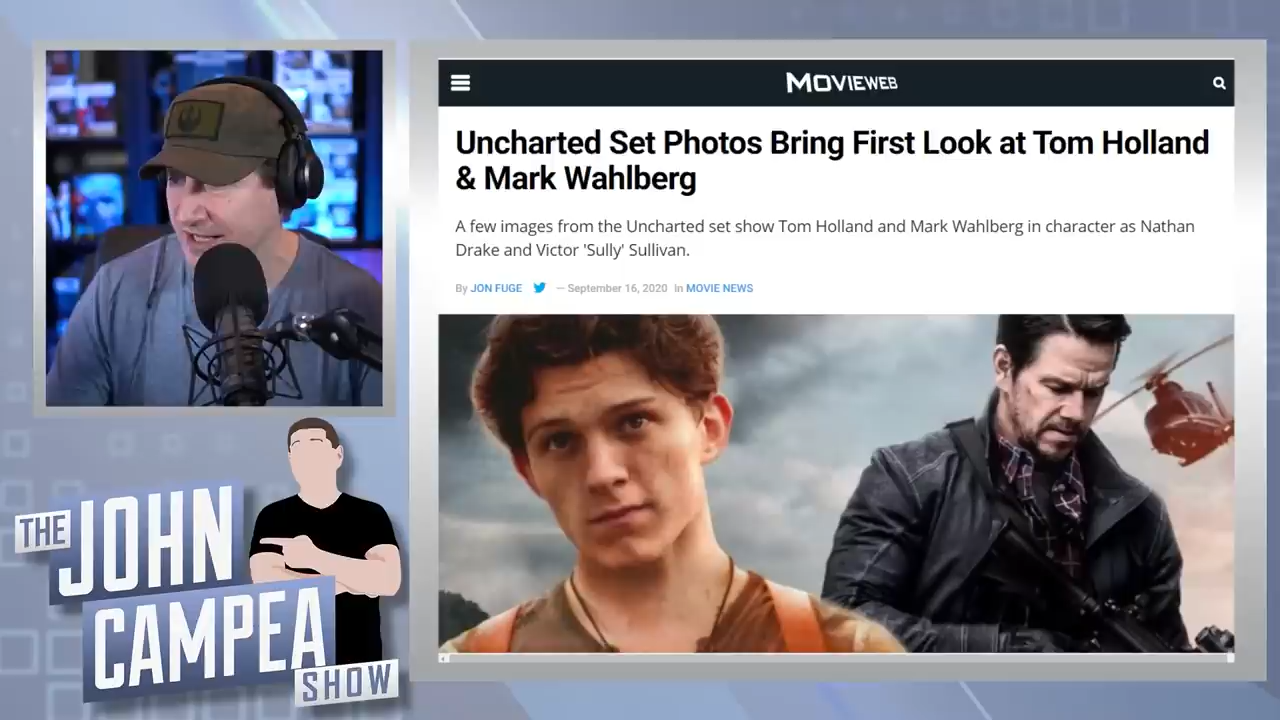 MOVIEWEB
Uncharted Set Photos Bring First Look at Tom Holland
& Mark Wahlberg
A few images from the Uncharted set show Tom Holland and Mark Wahlberg in character as Nathan
Drake and Victor 'Sully' Sullivan.
By JON FUGE — September 16, 2020 In MOVIE NEWS
THE
JOHN
CAMPEA
SHOW